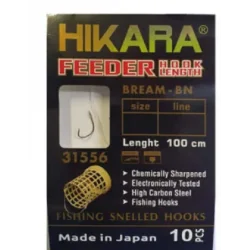 HIKARA®
FEEDER HOOK LENGTH
BREAM - BN
size line
Lenght 100 cm
31556
Chemically Sharpened
Electronically Tested
High Carbon Steel
Fishing Hooks
FISHING SNELLED HOOKS
Made in Japan 10 PCS